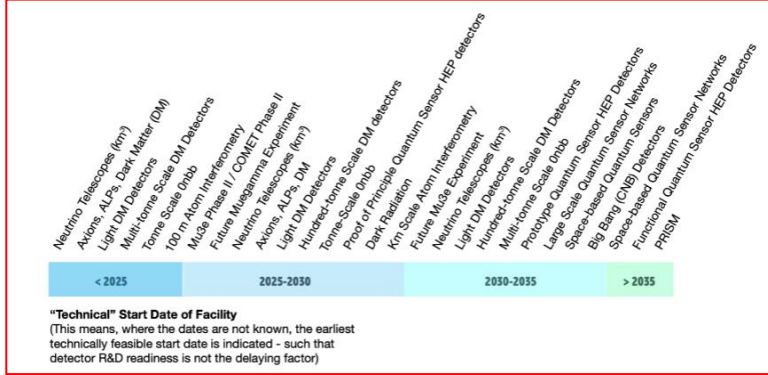 Neutrino Telescopes (km³)
Axions, ALPs, Dark Matter (DM)
Light DM Detectors
Multi-tonne Scale DM Detectors
Tonne Scale 0nbb
100 m Atom Interferometry
Mu3e Phase II / COMET Phase II
Future Muegamma Experiment
Neutrino Telescopes (km³)
Axions, ALPs, DM
Light DM Detectors
Hundred-tonne Scale DM detectors
Tonne-Scale 0nbb
Proof of Principle Quantum Sensor HEP detectors
Dark Radiation
Km Scale Atom Interferometry
Future Mu3e Experiment
Neutrino Telescopes (km³)
Light DM Detectors
Hundred-tonne Scale DM Detectors
Multi-tonne Scale 0nbb
Prototype Quantum Sensor HEP Detectors
Large Scale Quantum Sensor Networks
Space-based Quantum Sensors
Big Bang (CNB) Detectors
Space-based Quantum Sensor Networks
Functional Quantum Sensor HEP Detectors
PRISM
< 2025
2025-2030
2030-2035
> 2035
“Technical” Start Date of Facility
(This means, where the dates are not known, the earliest
technically feasible start date is indicated - such that
detector R&D readiness is not the delaying factor)